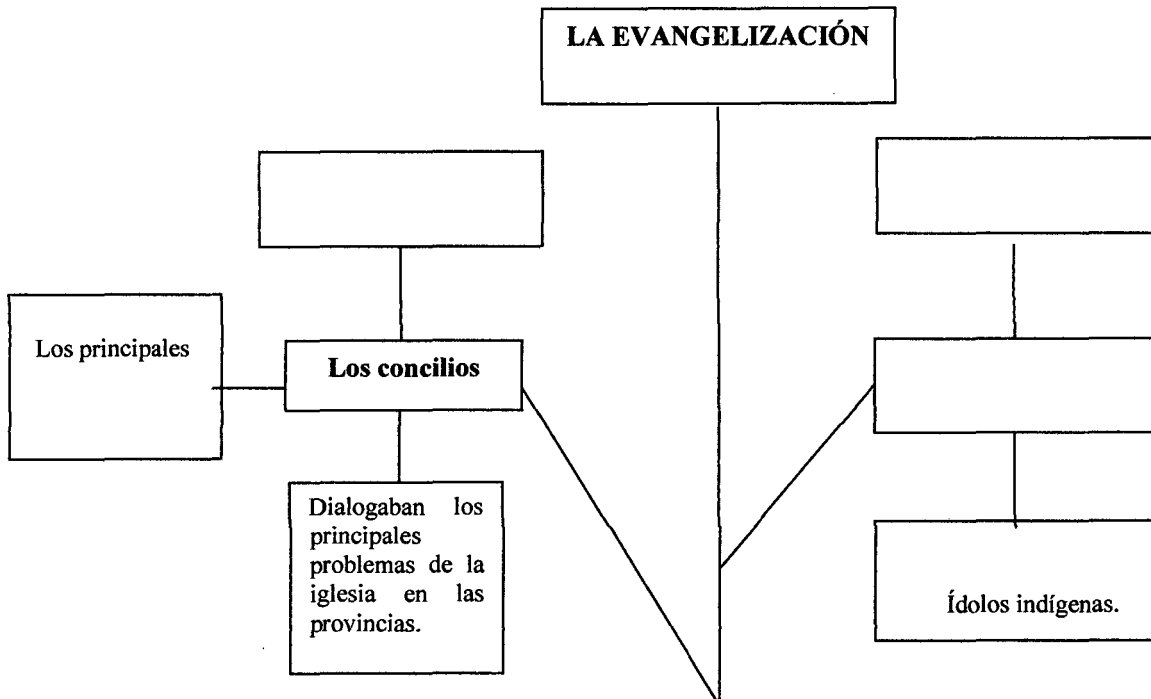 LA EVANGELIZACIÓN
Los principales
Los concilios
Dialogaban los
principales
problemas de la
iglesia en las
provincias.
Ídolos indígenas.